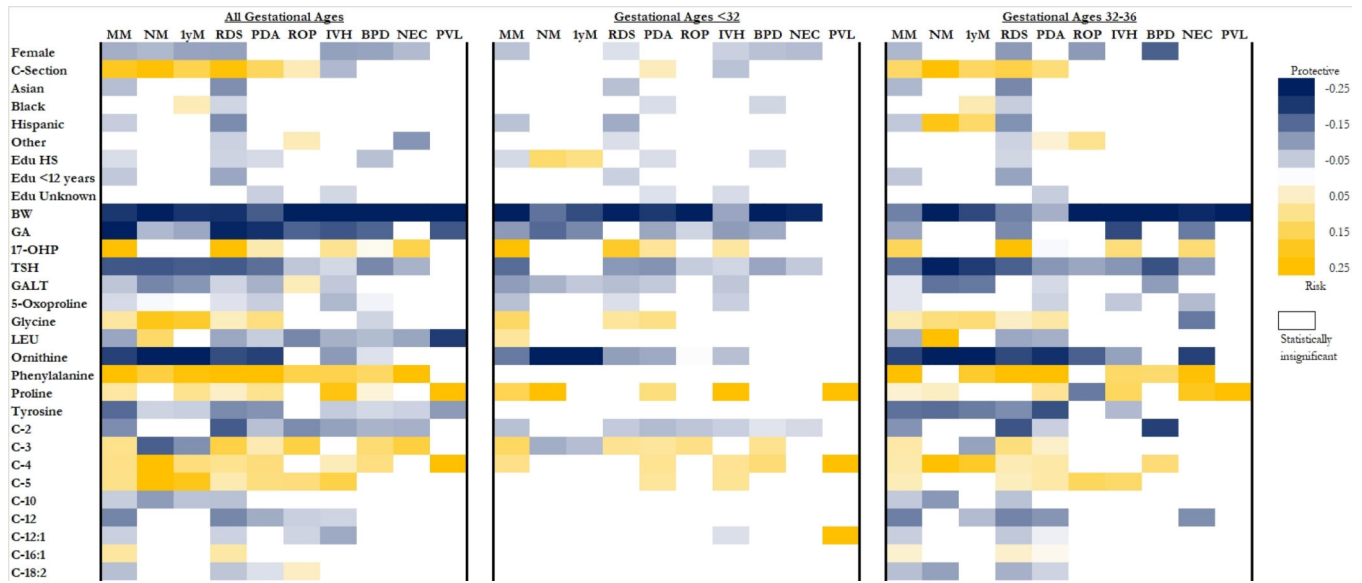 All Gestational Ages Gestational Ages <32 Gestational Ages 32-36
MM NM 1yM RDS PDA ROP IVH BPD NEC PVL MM NM 1yM RDS PDA ROP IVH BPD NEC PVL MM NM 1yM RDS PDA ROP IVH BPD NEC PVL
Female
C-Section
Asian
Black
Hispanic
Other
Edu HS
Edu <12 years
Edu Unknown
BW
GA
17-OHP
TSH
GALT
5-Oxoproline
Glycine
LEU
Ornithine
Phenylalanine
Proline
Tyrosine
C-2
C-3
C-4
C-5
C-10
C-12
C-12:1
C-16:1
C-18:2
Protective
-0.25
-0.15
-0.05
0.05
0.15
0.25
Risk
Statistically
insignificant